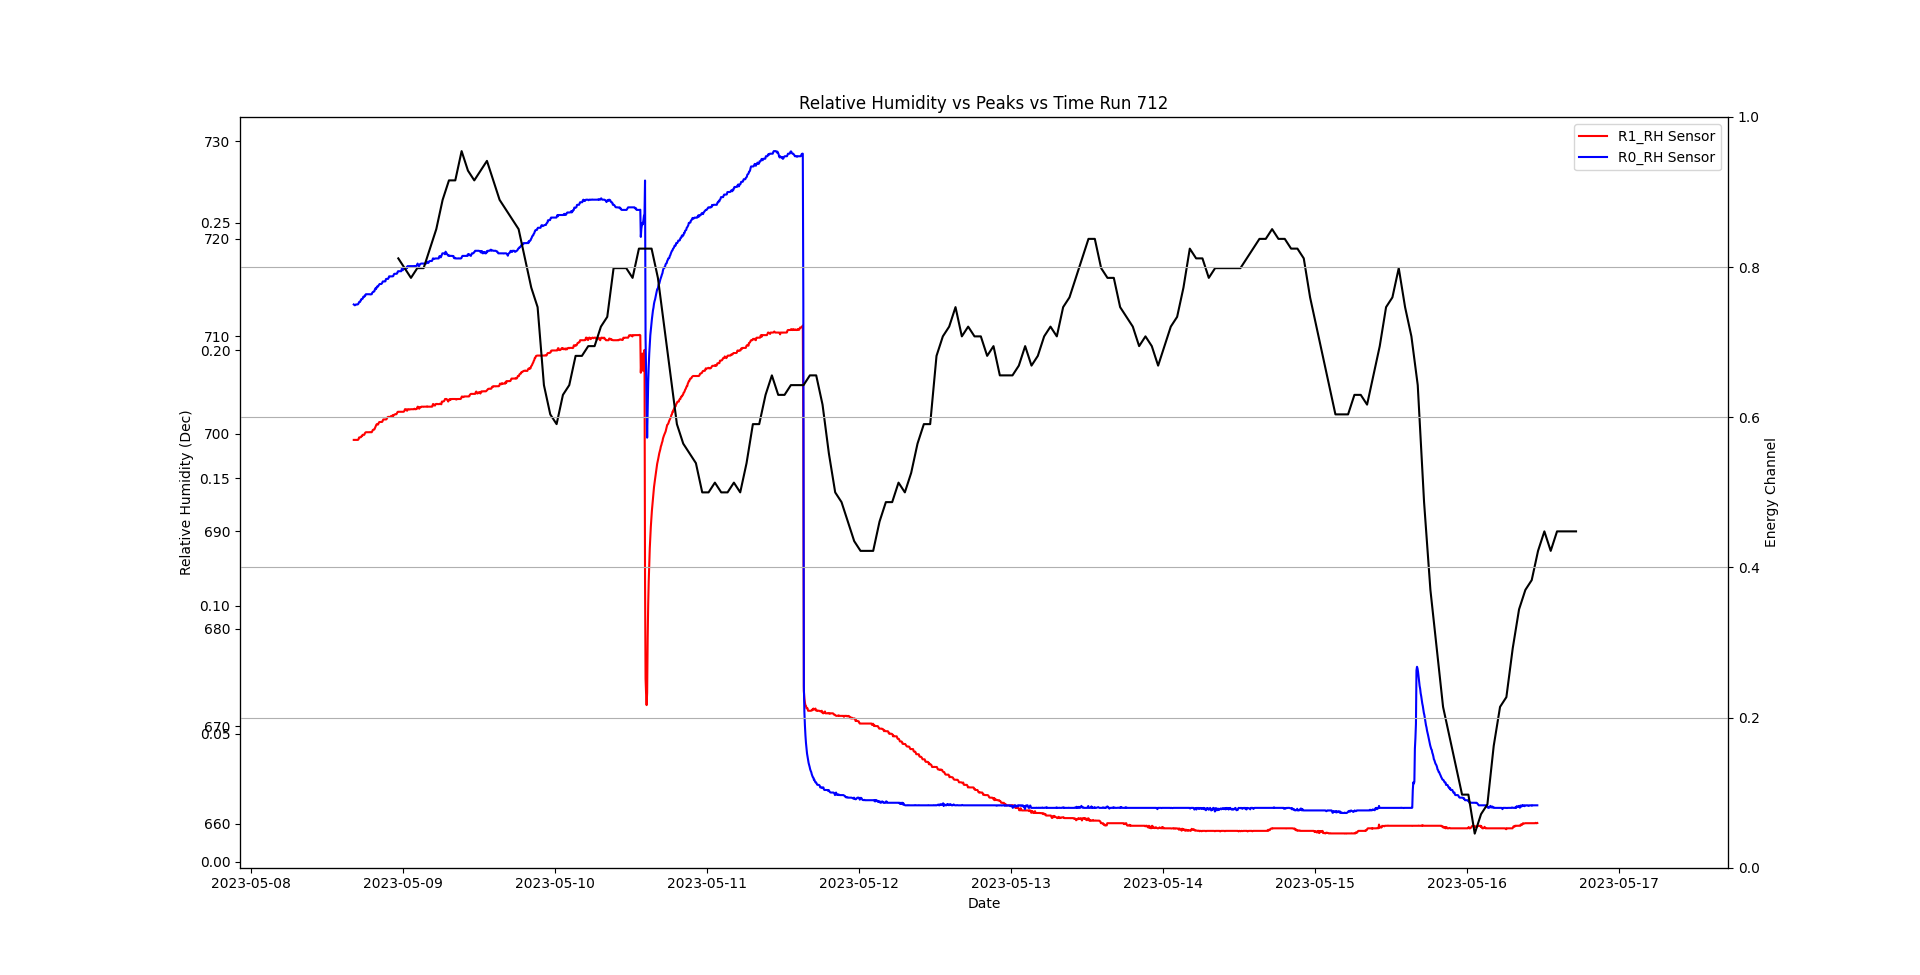 Relative Humidity vs Peaks vs Time Run 712
R1_RH Sensor
R0_RH Sensor
730
0.25
720
710
0.20
700
0.15
690
0.10
680
670
0.05
660
0.00
Relative Humidity (Dec)
1.0
0.8
0.6
0.4
0.2
0.0
Energy Channel
2023-05-08 2023-05-09 2023-05-10 2023-05-11 2023-05-12 2023-05-13 2023-05-14 2023-05-15 2023-05-16 2023-05-17
Date